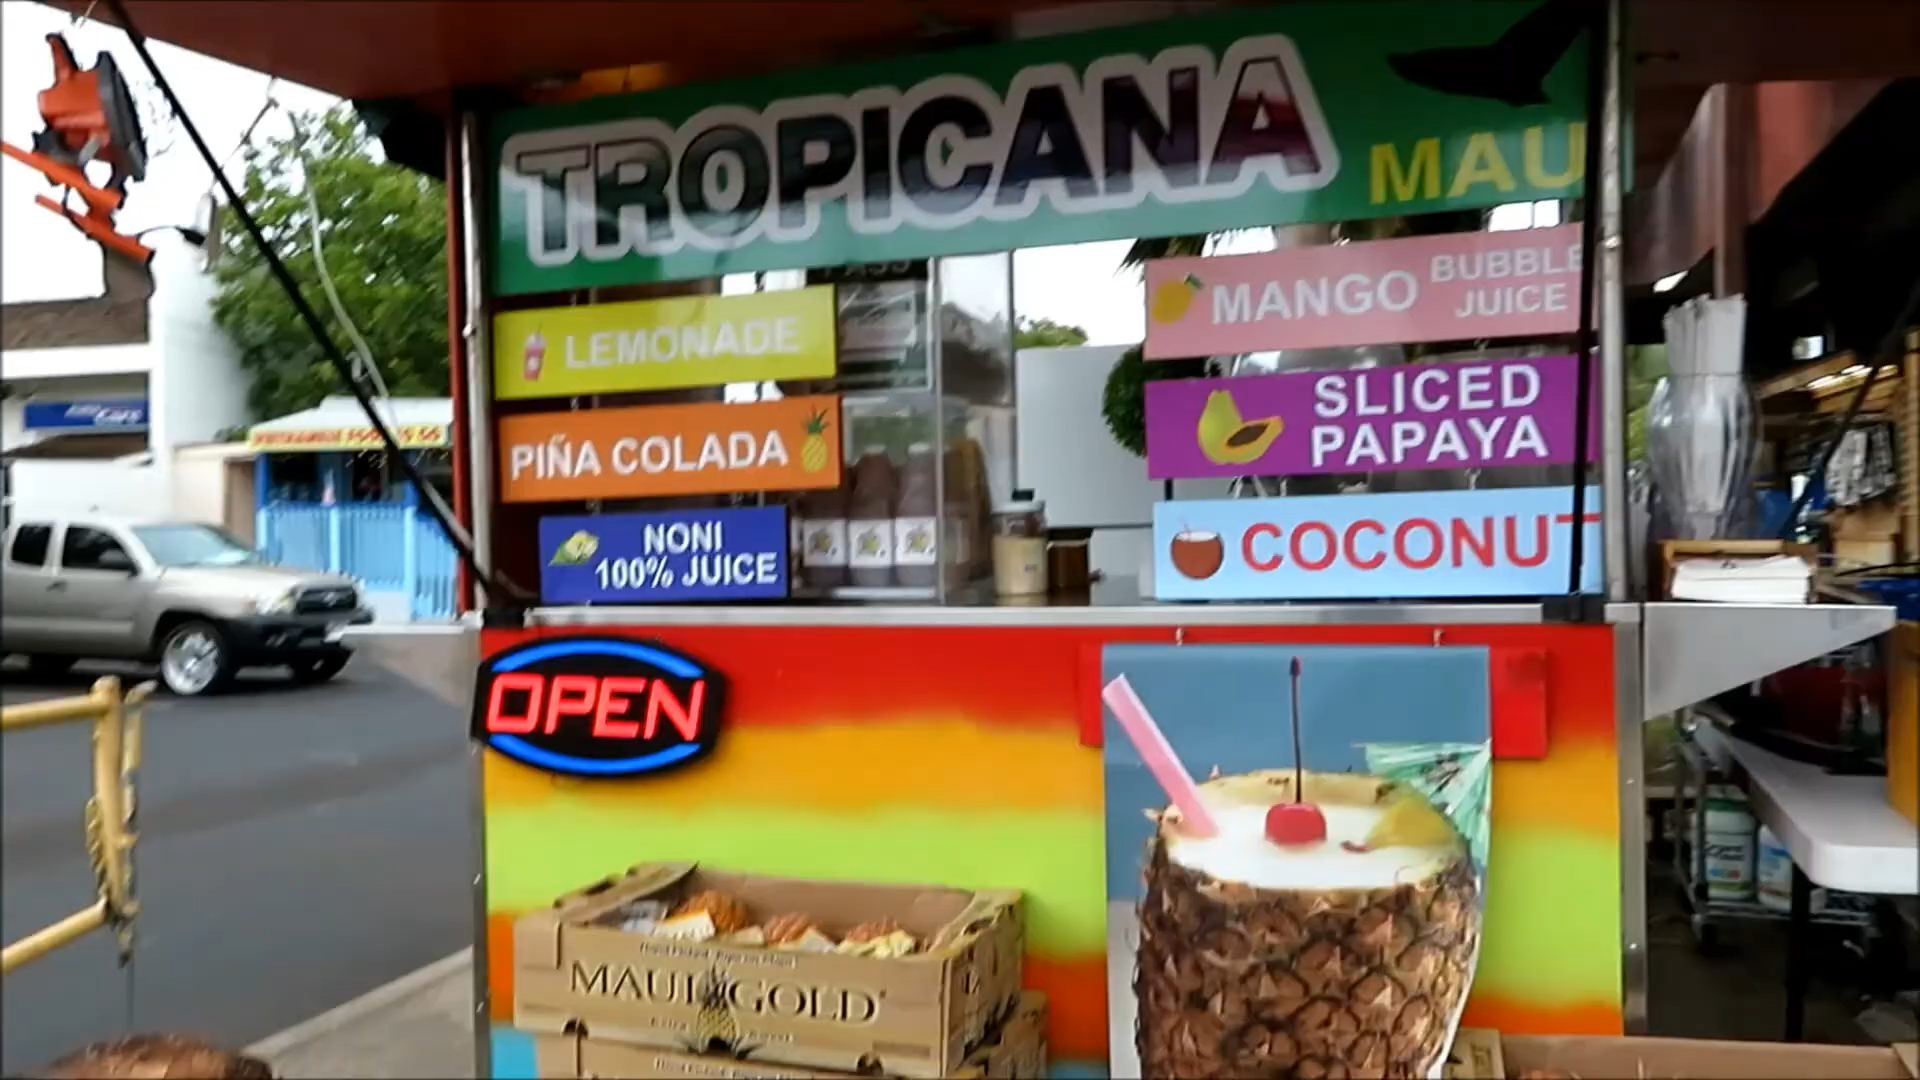 TROPICANA
MAU
LEMONADE
PIÑA COLADA
NONI
100% JUICE
MANGO BUBBLE
JUICE
SLICED
PAPAYA
COCONUT
OPEN
MAUI GOLD